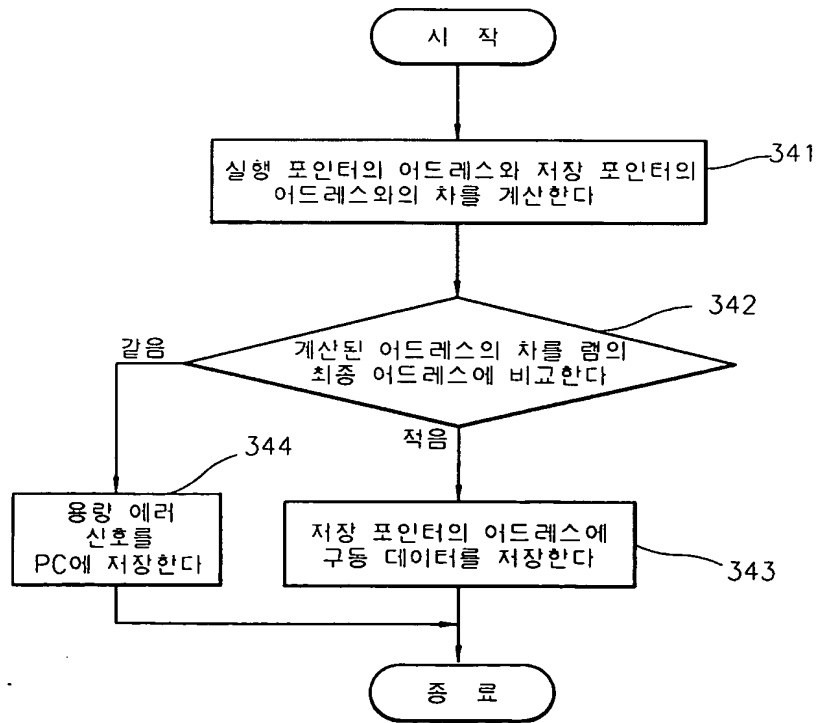 시 작
실행 포인터의 어드레스와 저장 포인터의
어드레스와의 차를 계산한다
341
계산된 어드레스의 차를 램의
최종 어드레스에 비교한다
342
같음
적음
344
용량 에러
신호를
PC에 저장한다
저장 포인터의 어드레스에
구동 데이터를 저장한다
343
종 료